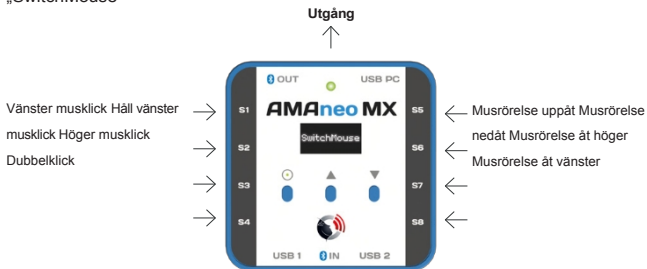 „SwitchMouse“
Utgång
OUT
USB PC
S1
AMAneo MX
S5
Vänster musklick Håll vänster
musklick Höger musklick
Dubbelklick
SwitchMouse
Musrörelse uppåt Musrörelse
nedåt Musrörelse åt höger
Musrörelse åt vänster
S2
S6
S3
S7
S4
S8
USB 1
IN
USB 2